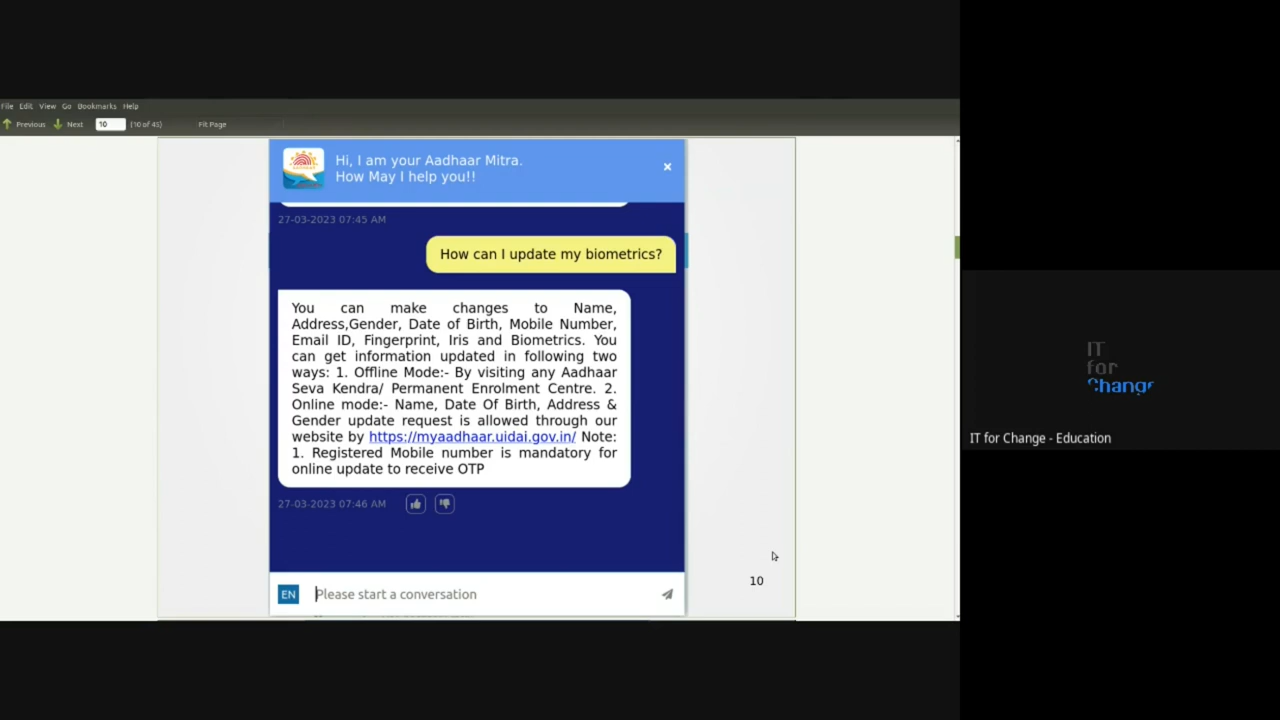 File Edit View Go Bookmarks Help
Previous Next 10 (10 of 45) Fit Page
Hi, I am your Aadhaar Mitra.
How May I help you!!
×
27-03-2023 07:45 AM
How can I update my biometrics?
You can make changes to Name,
Address,Gender, Date of Birth, Mobile Number,
Email ID, Fingerprint, Iris and Biometrics. You
can get information updated in following two
ways: 1. Offline Mode:- By visiting any Aadhaar
Seva Kendra/ Permanent Enrolment Centre. 2.
Online mode:- Name, Date Of Birth, Address &
Gender update request is allowed through our
website by https://myaadhaar.uidai.gov.in/ Note:
1. Registered Mobile number is mandatory for
online update to receive OTP
27-03-2023 07:46 AM
10
EN Please start a conversation
IT
for
Change
IT for Change - Education